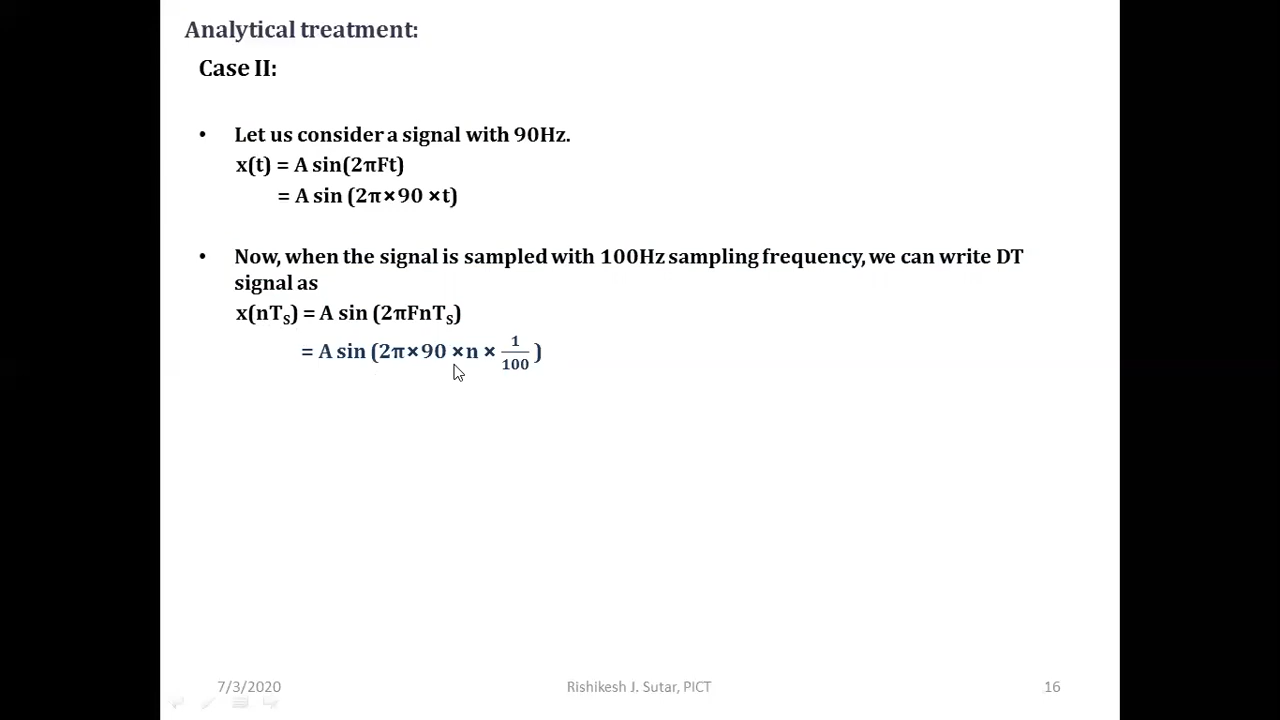 Analytical treatment:
Case II:
• Let us consider a signal with 90Hz.
x(t) = A sin(2πFt)
= A sin (2π×90 ×t)
• Now, when the signal is sampled with 100Hz sampling frequency, we can write DT
signal as
x(nT_S) = A sin (2πFnT_S)
= A sin (2π×90 ×n × 1/100 )
7/3/2020 Rishikesh J. Sutar, PICT 16